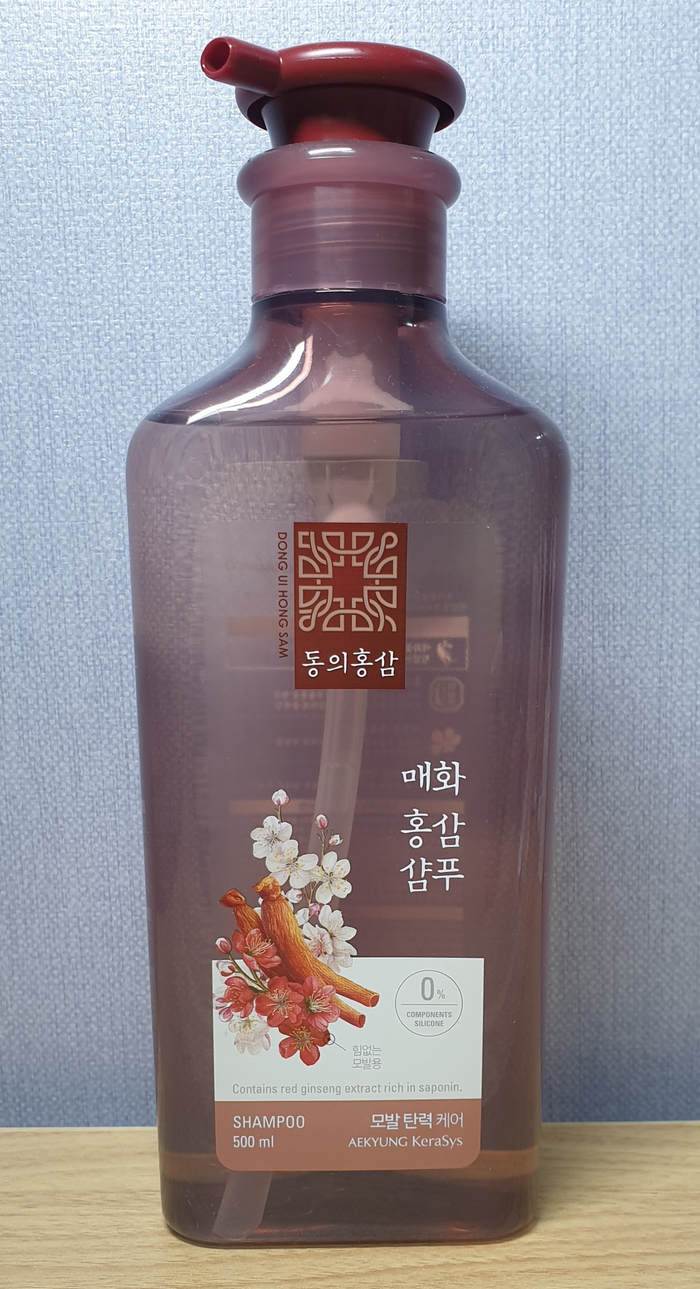 DONG UI HONG SAM
동의홍삼
매화
홍삼
샴푸
0%
COMPONENTS
SILICONE
힘없는
모발용
Contains red ginseng extract rich in saponin.
SHAMPOO
모발 탄력 케어
500 ml
AEKYUNG KeraSys